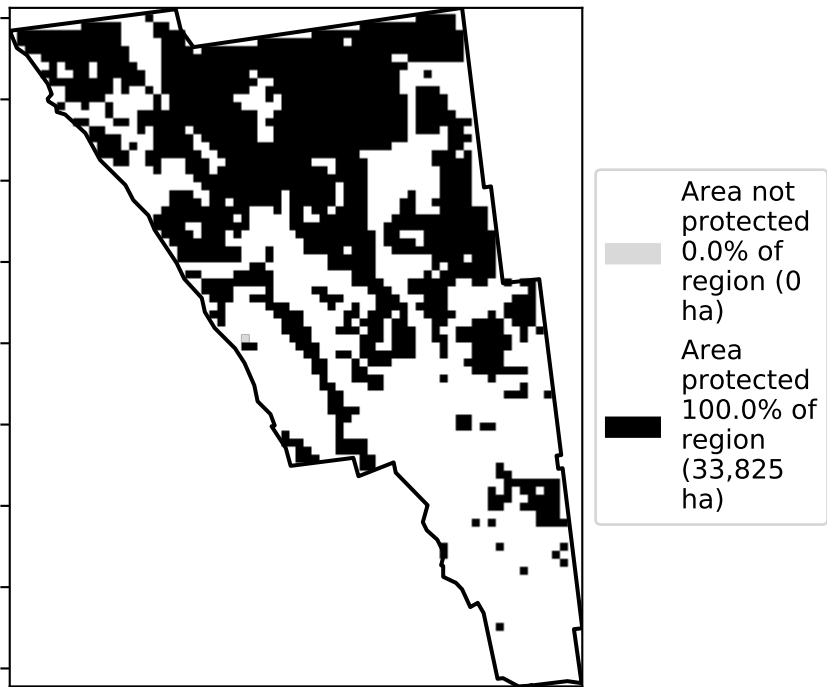 Area not
protected
0.0% of
region (0
ha)
Area
protected
100.0% of
region
(33,825
ha)